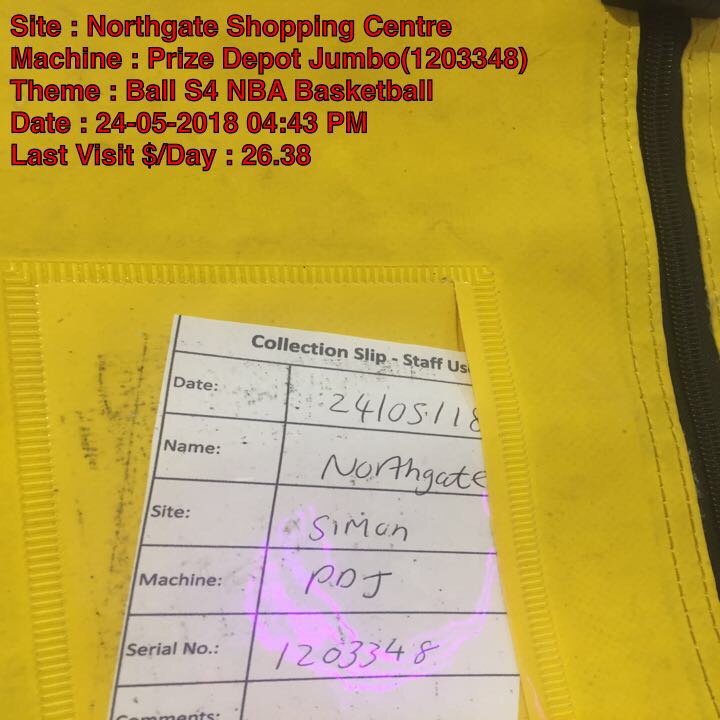 Site : Northgate Shopping Centre
Machine : Prize Depot Jumbo(1203348)
Theme : Ball S4 NBA Basketball
Date : 24-05-2018 04:43 PM
Last Visit $/Day : 26.38
Collection Slip - Staff Us
Date: 24/05/18
Name: Northgate
Site: Simon
Machine: PDJ
Serial No.: 1203348
Comments: